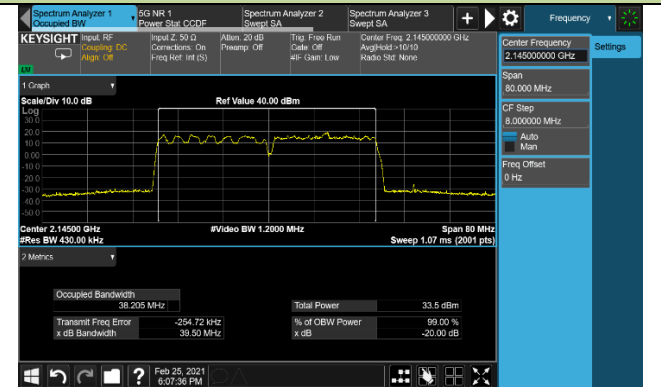 Spectrum Analyzer 1
Occupied BW
5G NR 1
Power Stat CCDF
Spectrum Analyzer 2
Swept SA
Spectrum Analyzer 3
Swept SA
+
Frequency
KEYSIGHT
Input: RF
Coupling: DC
Align: Off
Input Z: 50 Ω
Corrections: On
Freq Ref: Int (S)
Atten: 20 dB
Preamp: Off
Trig: Free Run
Gate: Off
#IF Gain: Low
Center Freq: 2.145000000 GHz
Avg|Hold:>10/10
Radio Std: None
Center Frequency
2.145000000 GHz
Settings
Span
80.000 MHz
CF Step
8.000000 MHz
Auto
Man
Freq Offset
0 Hz
1 Graph
Scale/Div 10.0 dB
Ref Value 40.00 dBm
Log
30.0
20.0
10.0
0.00
-10.0
-20.0
-30.0
-40.0
-50.0
Center 2.14500 GHz
#Video BW 1.2000 MHz
Span 80 MHz
#Res BW 430.00 kHz
Sweep 1.07 ms (2001 pts)
2 Metrics
Occupied Bandwidth
38.205 MHz
Total Power
33.5 dBm
Transmit Freq Error
-254.72 kHz
% of OBW Power
99.00 %
x dB Bandwidth
39.50 MHz
x dB
-20.00 dB
?
Feb 25, 2021
6:07:36 PM